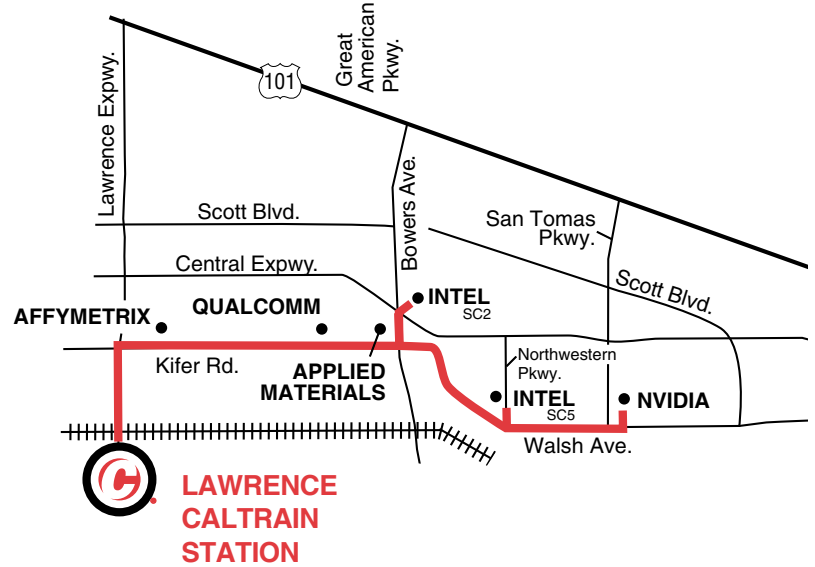 Great
American
Pkwy.
101
Lawrence Expwy.
Bowers Ave.
Scott Blvd.
San Tomas
Pkwy.
Central Expwy.
Scott Blvd.
INTEL
SC2
AFFYMETRIX
QUALCOMM
Kifer Rd.
APPLIED
MATERIALS
Northwestern
Pkwy.
INTEL
SC5
NVIDIA
Walsh Ave.
C
LAWRENCE
CALTRAIN
STATION